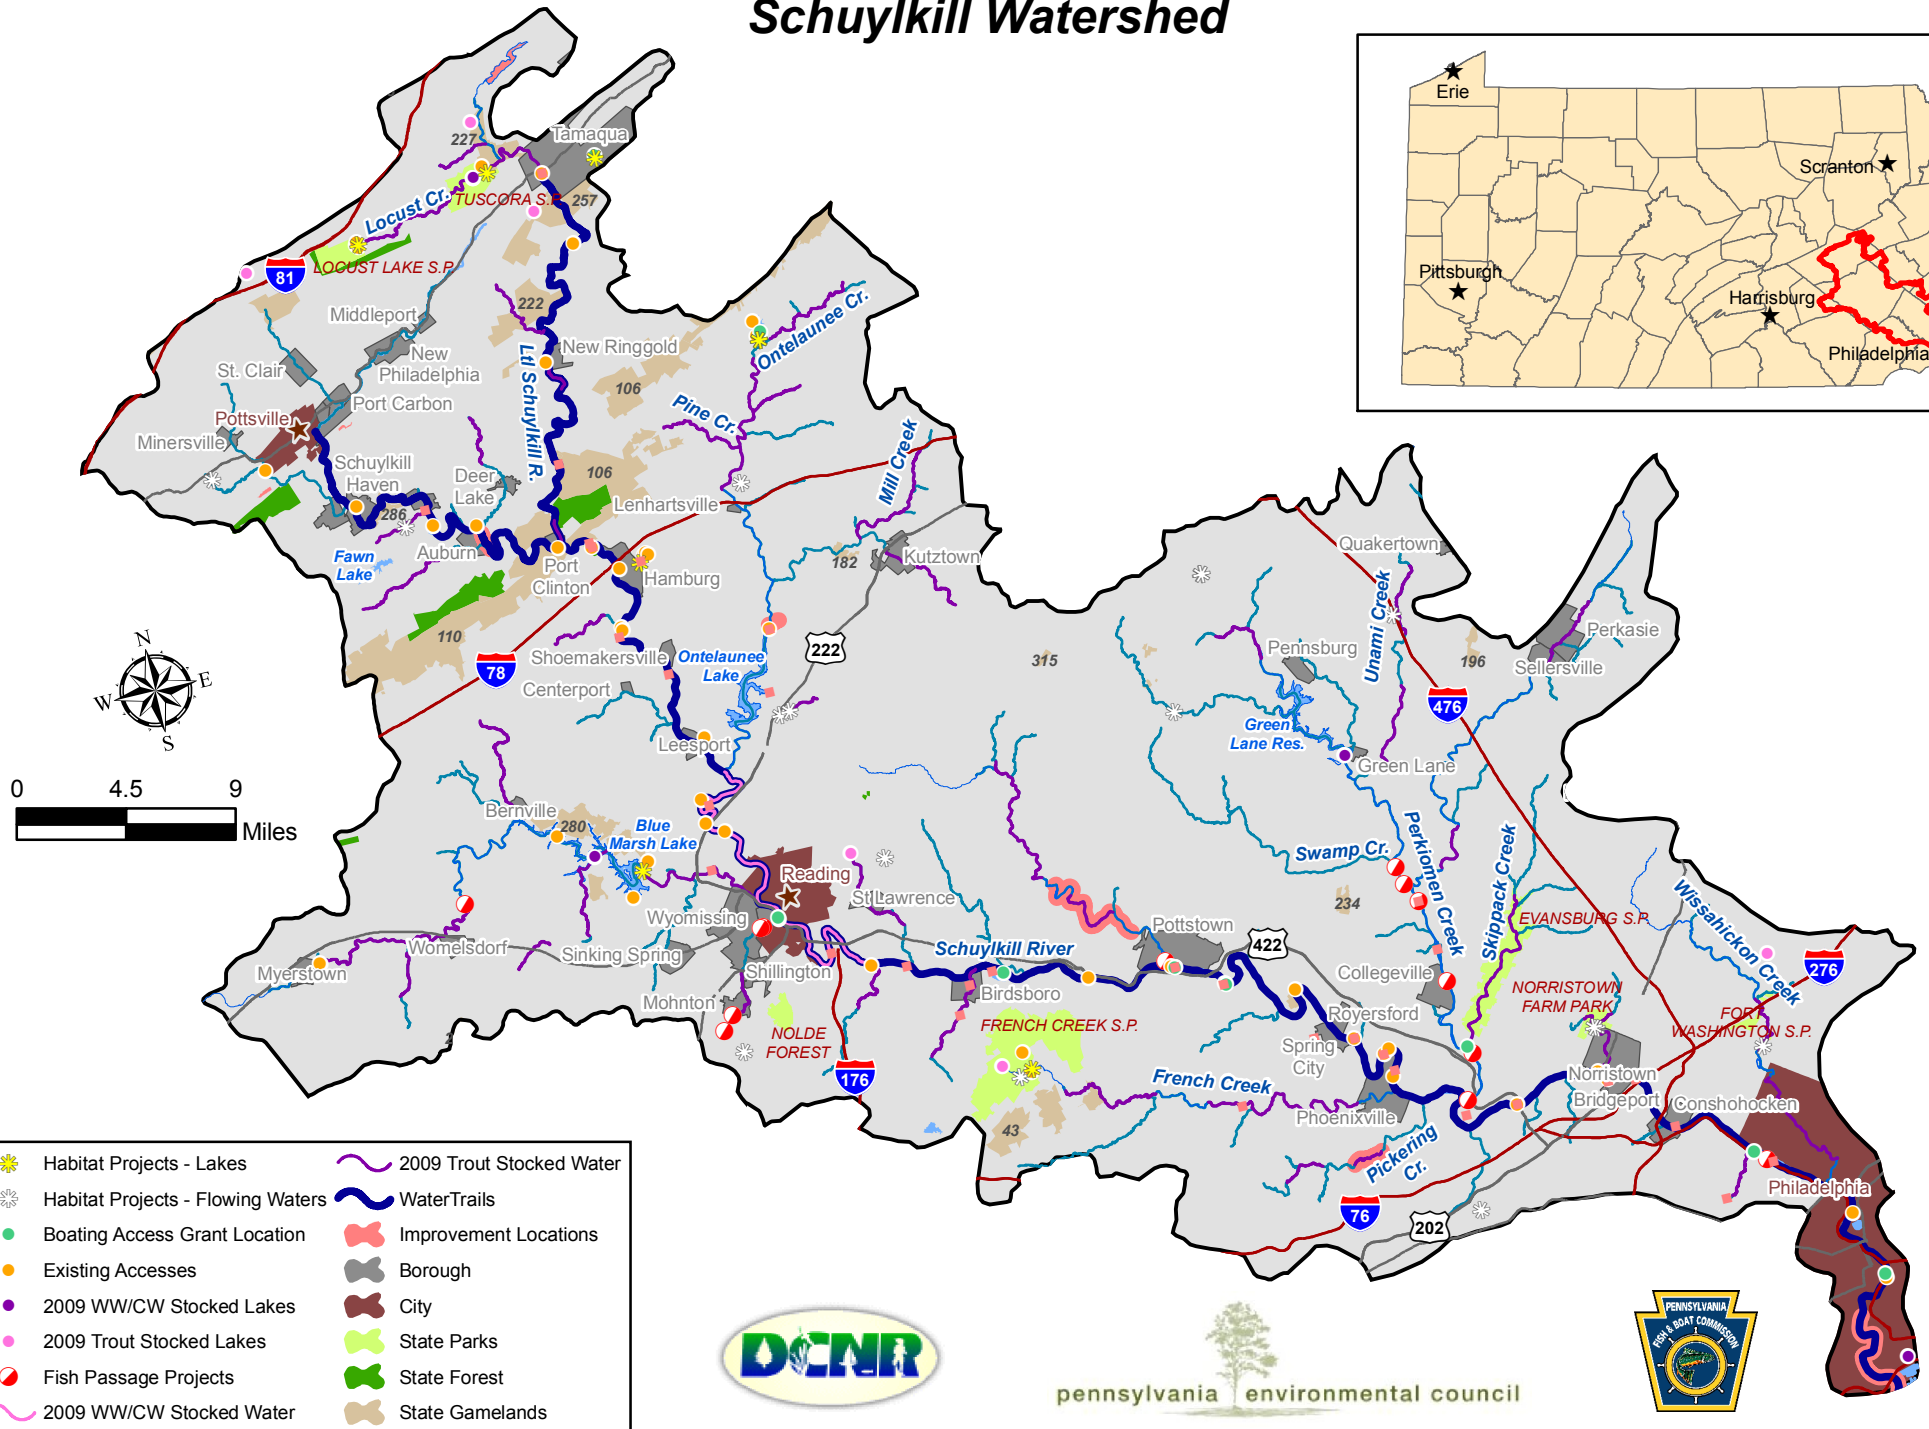 Schuylkill Watershed
Erie
Scranton
Pittsburgh
Harrisburg
Philadelphia
Tamaqua
227
Locust Cr.
TUSCORA S.P.
257
LOCUST LAKE S.P.
81
222
Middleport
New
Philadelphia
St. Clair
Port Carbon
Pottsville
Minersville
Ltl Schuylkill R.
New Ringgold
106
Ontelaunee Cr.
Pine Cr.
Mill Creek
Schuylkill
Haven
Deer
Lake
286
106
Lenhartsville
Fawn
Lake
Auburn
Port
Clinton
Hamburg
182
Kutztown
110
78
Shoemakersville
Centerport
Ontelaunee
Lake
222
315
Leesport
N
W
E
S
0
4.5
9
Miles
Quakertown
Unami Creek
Pennsburg
Perkasie
Sellersville
196
476
Green
Lane Res.
Green Lane
Bernville
280
Blue
Marsh Lake
Reading
St Lawrence
Wyomissing
Womelsdorf
Sinking Spring
Myerstown
Shillington
Mohnton
2
NOLDE
FOREST
176
Schuylkill River
Birdsboro
FRENCH CREEK S.P.
43
Pottstown
422
Swamp Cr.
Perkiomen Creek
Skippack Creek
234
EVANSBURG S.P.
Wissahickon Creek
276
Collegeville
NORRISTOWN
FARM PARK
FORT
WASHINGTON S.P.
Royersford
Spring
City
French Creek
Phoenixville
Pickering
Cr.
Norristown
Bridgeport
Conshohocken
Philadelphia
76
202
Habitat Projects - Lakes
Habitat Projects - Flowing Waters
Boating Access Grant Location
Existing Accesses
2009 WW/CW Stocked Lakes
2009 Trout Stocked Lakes
Fish Passage Projects
2009 WW/CW Stocked Water
2009 Trout Stocked Water
WaterTrails
Improvement Locations
Borough
City
State Parks
State Forest
State Gamelands
DCNR
pennsylvania environmental council
PENNSYLVANIA
FISH & BOAT COMMISSION